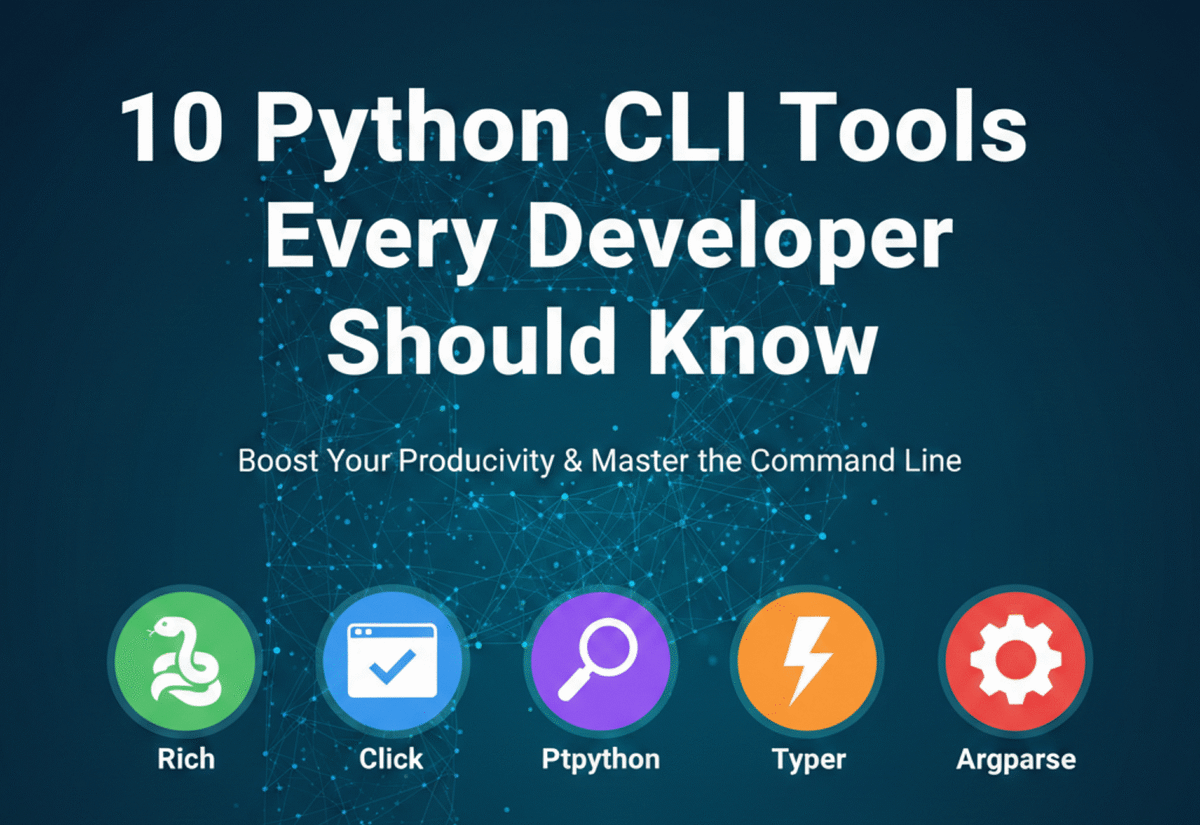 10 Python CLI Tools
Every Developer
Should Know
Boost Your Producivity & Master the Command Line
Rich
Click
Ptpython
Typer
Argparse